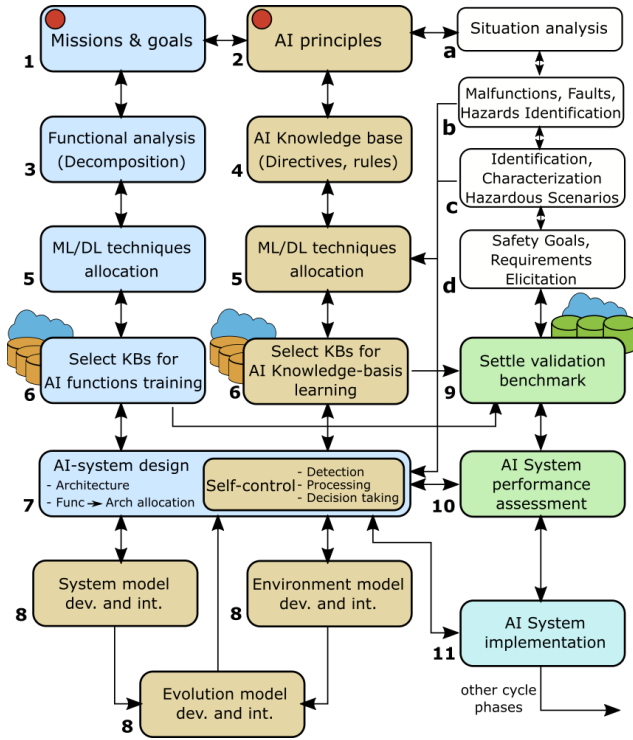 Missions & goals
1
AI principles
2
Situation analysis
a
Malfunctions, Faults,
Hazards Identification
b
Functional analysis
(Decomposition)
3
AI Knowledge base
(Directives, rules)
4
Identification,
Characterization
Hazardous Scenarios
c
ML/DL techniques
allocation
5
ML/DL techniques
allocation
5
Safety Goals,
Requirements
Elicitation
d
Select KBs for
AI functions training
6
Select KBs for
AI Knowledge-basis
learning
6
Settle validation
benchmark
9
AI-system design
- Architecture
- Func → Arch allocation
7
Self-control
- Detection
- Processing
- Decision taking
AI System
performance
assessment
10
System model
dev. and int.
8
Environment model
dev. and int.
8
AI System
implementation
11
Evolution model
dev. and int.
8
other cycle
phases